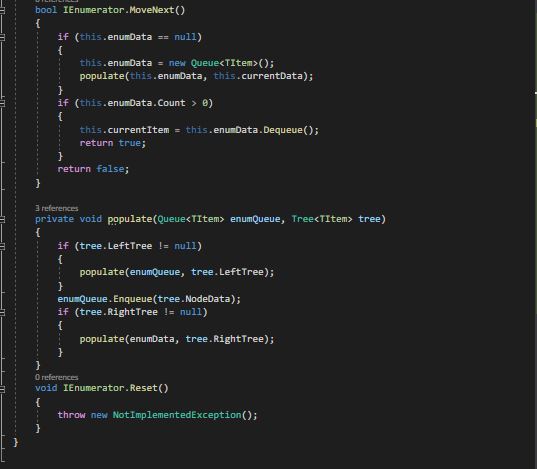 0 references
bool IEnumerator.MoveNext()
{
if (this.enumData == null)
{
this.enumData = new Queue<TItem>();
populate(this.enumData, this.currentData);
}
if (this.enumData.Count > 0)
{
this.currentItem = this.enumData.Dequeue();
return true;
}
return false;
}
3 references
private void populate(Queue<TItem> enumQueue, Tree<TItem> tree)
{
if (tree.LeftTree != null)
{
populate(enumQueue, tree.LeftTree);
}
enumQueue.Enqueue(tree.NodeData);
if (tree.RightTree != null)
{
populate(enumData, tree.RightTree);
}
}
0 references
void IEnumerator.Reset()
{
throw new NotImplementedException();
}
}